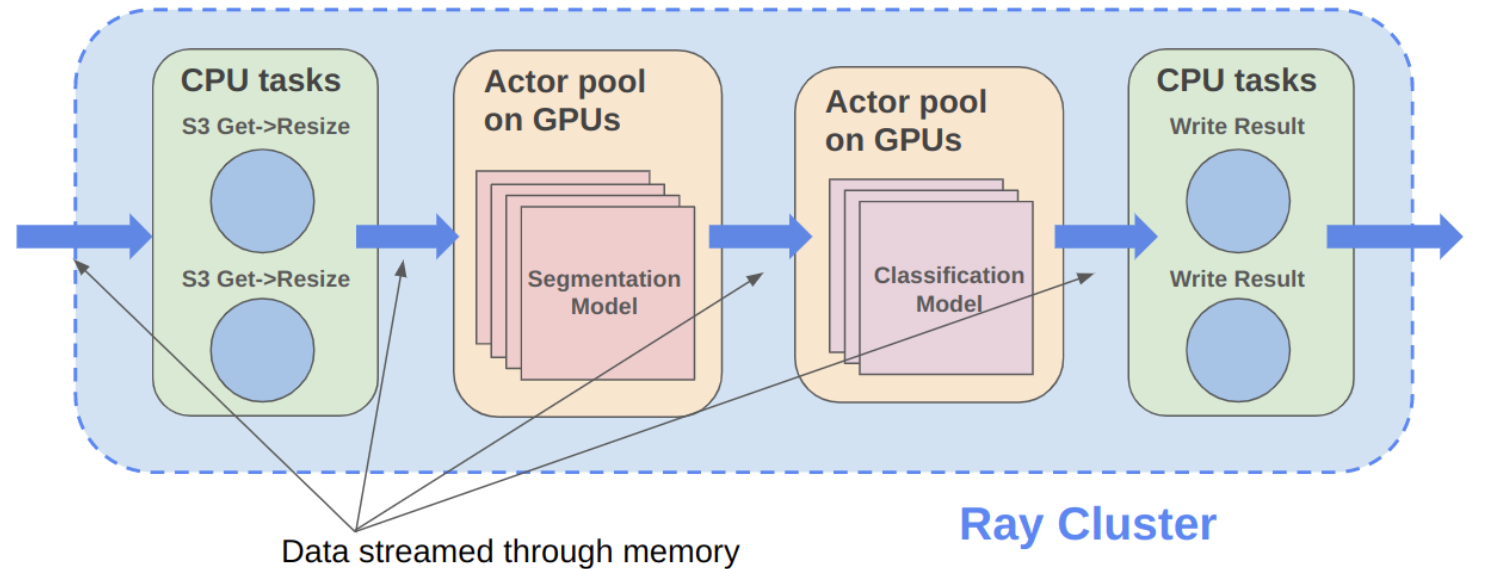 CPU tasks
S3 Get->Resize
S3 Get->Resize
Actor pool
on GPUs
Segmentation
Model
Actor pool
on GPUs
Classification
Model
CPU tasks
Write Result
Write Result
Ray Cluster
Data streamed through memory